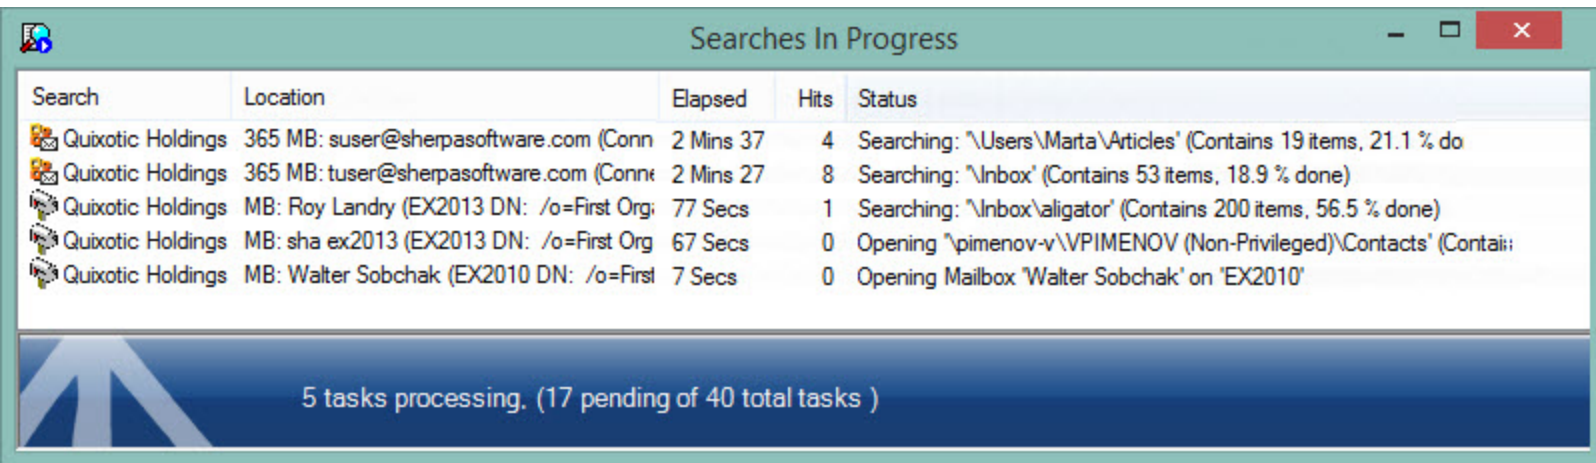 Searches In Progress
Search Location Elapsed Hits Status
Quixotic Holdings 365 MB: suser@sherpasoftware.com (Conn 2 Mins 37 4 Searching: '\Users\Marta\Articles' (Contains 19 items, 21.1 % do
Quixotic Holdings 365 MB: tuser@sherpasoftware.com (Conne 2 Mins 27 8 Searching: '\Inbox' (Contains 53 items, 18.9 % done)
Quixotic Holdings MB: Roy Landry (EX2013 DN: /o=First Orga 77 Secs 1 Searching: '\Inbox\aligator' (Contains 200 items, 56.5 % done)
Quixotic Holdings MB: sha ex2013 (EX2013 DN: /o=First Org 67 Secs 0 Opening '\pimenov-v\VPIMENOV (Non-Privileged)\Contacts' (Contai
Quixotic Holdings MB: Walter Sobchak (EX2010 DN: /o=First 7 Secs 0 Opening Mailbox 'Walter Sobchak' on 'EX2010'
5 tasks processing, (17 pending of 40 total tasks )